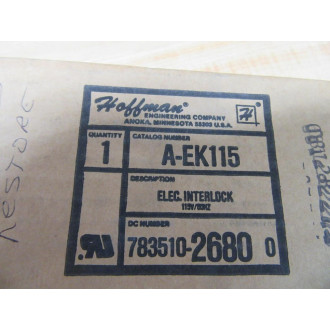 Hoffman
ENGINEERING COMPANY
ANOKA, MINNESOTA 55303 U.S.A.
H
QUANTITY
1
CATALOG NUMBER
A-EK115
DESCRIPTION
ELEC. INTERLOCK
115V/60HZ
DC NUMBER
783510-2680 0
RESTORE